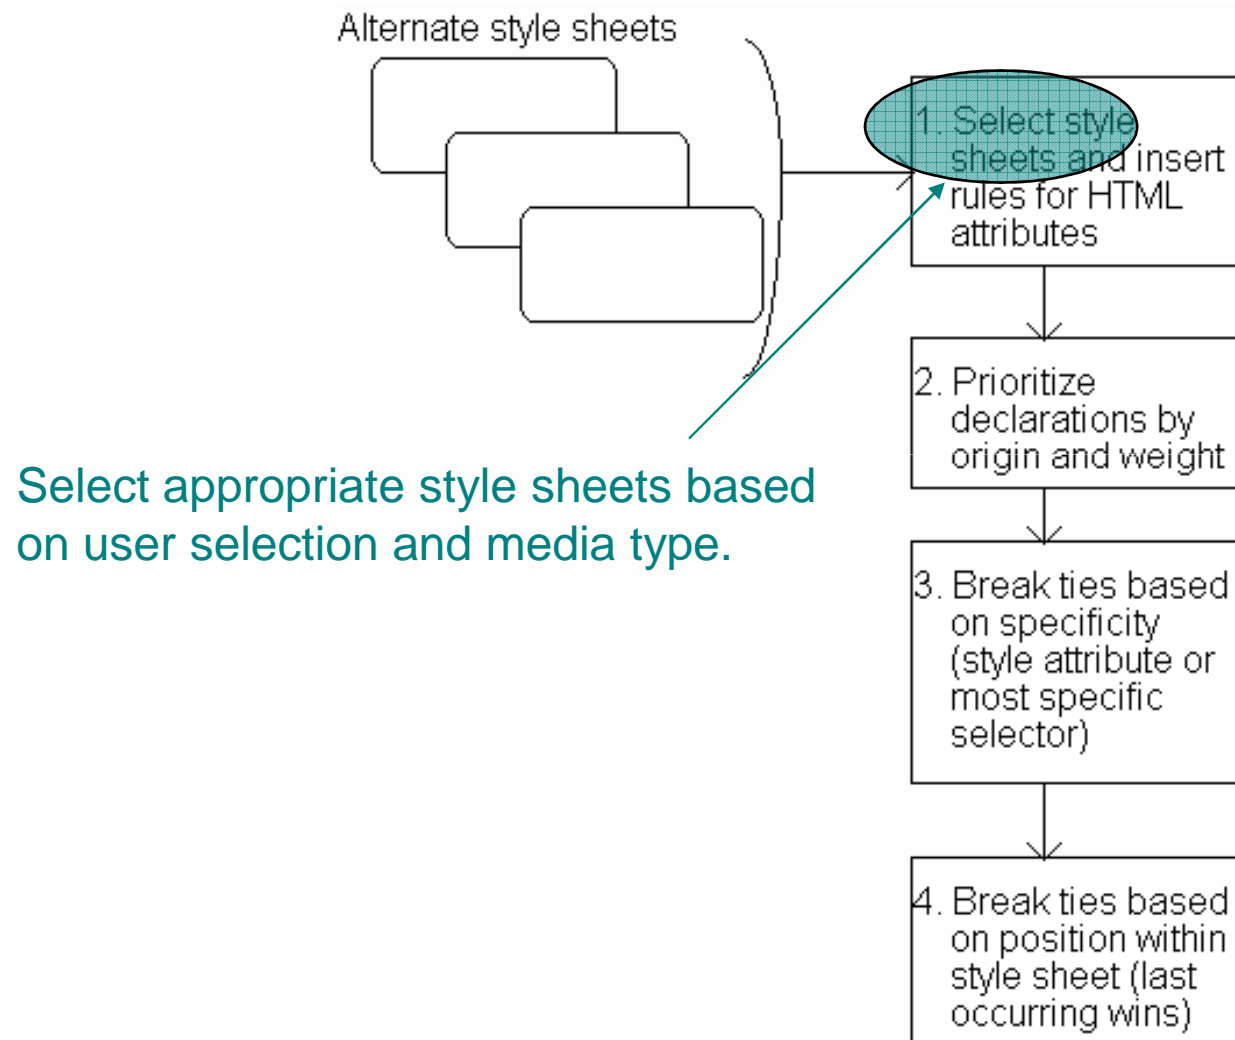 Alternate style sheets
1. Select style
sheets and insert
rules for HTML
attributes
2. Prioritize
declarations by
origin and weight
Select appropriate style sheets based
on user selection and media type.
3. Break ties based
on specificity
(style attribute or
most specific
selector)
4. Break ties based
on position within
style sheet (last
occurring wins)